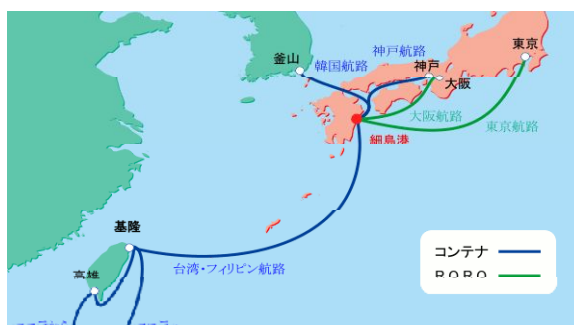 釜山
韓国航路
神戸航路
神戸
大阪
東京
大阪航路
東京航路
細島港
基隆
高雄
台湾・フィリピン航路
コンテナ
RORO